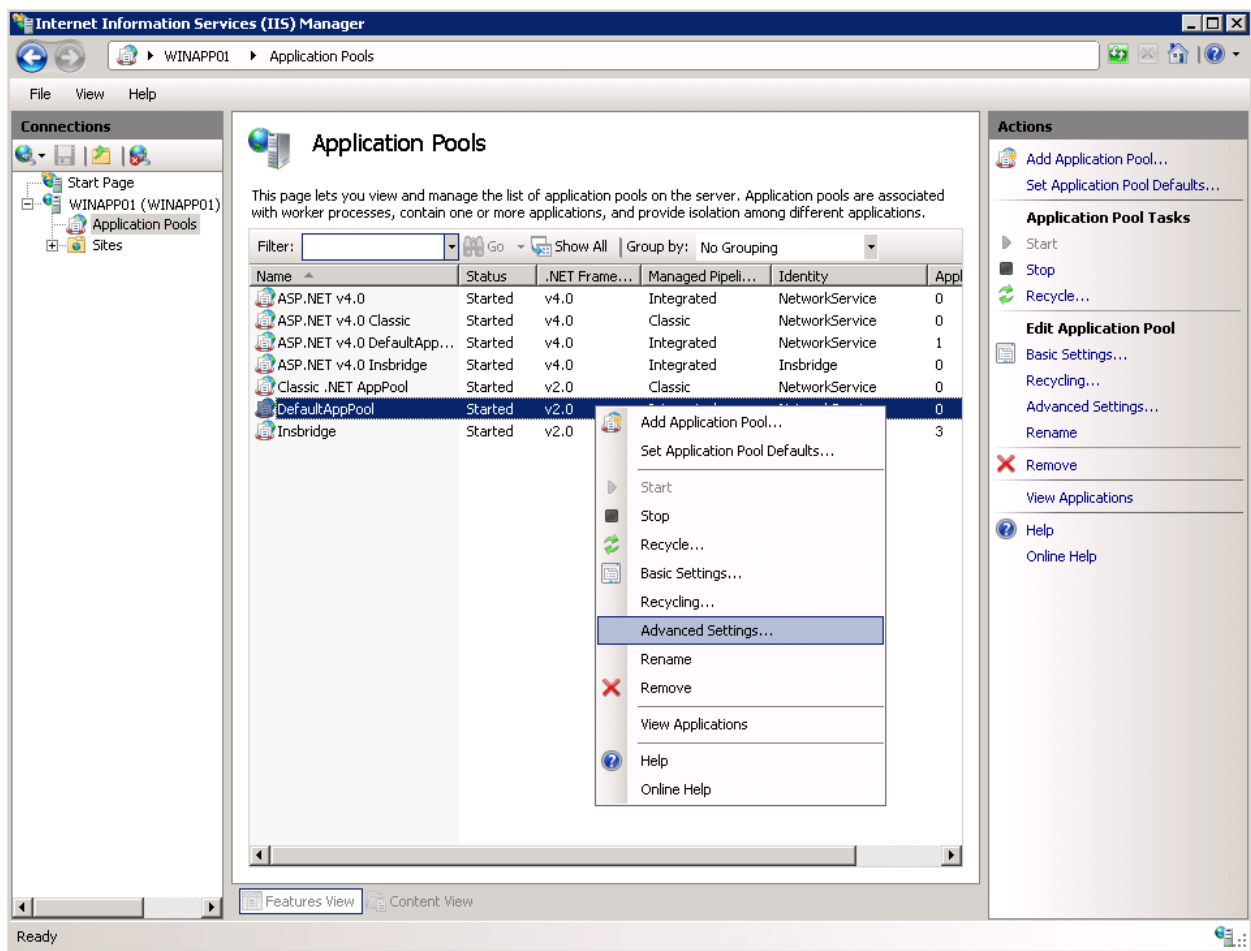 Internet Information Services (IIS) Manager
WINAPP01 Application Pools
File View Help
Connections
Start Page
WINAPP01 (WINAPP01)
Application Pools
Sites
Application Pools
This page lets you view and manage the list of application pools on the server. Application pools are associated
with worker processes, contain one or more applications, and provide isolation among different applications.
Filter: Go Show All Group by: No Grouping
Name Status .NET Frame... Managed Pipeli... Identity Appl
ASP.NET v4.0 Started v4.0 Integrated NetworkService 0
ASP.NET v4.0 Classic Started v4.0 Classic NetworkService 0
ASP.NET v4.0 DefaultApp... Started v4.0 Integrated NetworkService 1
ASP.NET v4.0 Insbridge Started v4.0 Integrated Insbridge 0
Classic .NET AppPool Started v2.0 Classic NetworkService 0
DefaultAppPool Started v2.0 0
Insbridge Started v2.0 3
Add Application Pool...
Set Application Pool Defaults...
Start
Stop
Recycle...
Basic Settings...
Recycling...
Advanced Settings...
Rename
Remove
View Applications
Help
Online Help
Features View Content View
Actions
Add Application Pool...
Set Application Pool Defaults...
Application Pool Tasks
Start
Stop
Recycle...
Edit Application Pool
Basic Settings...
Recycling...
Advanced Settings...
Rename
Remove
View Applications
Help
Online Help
Ready